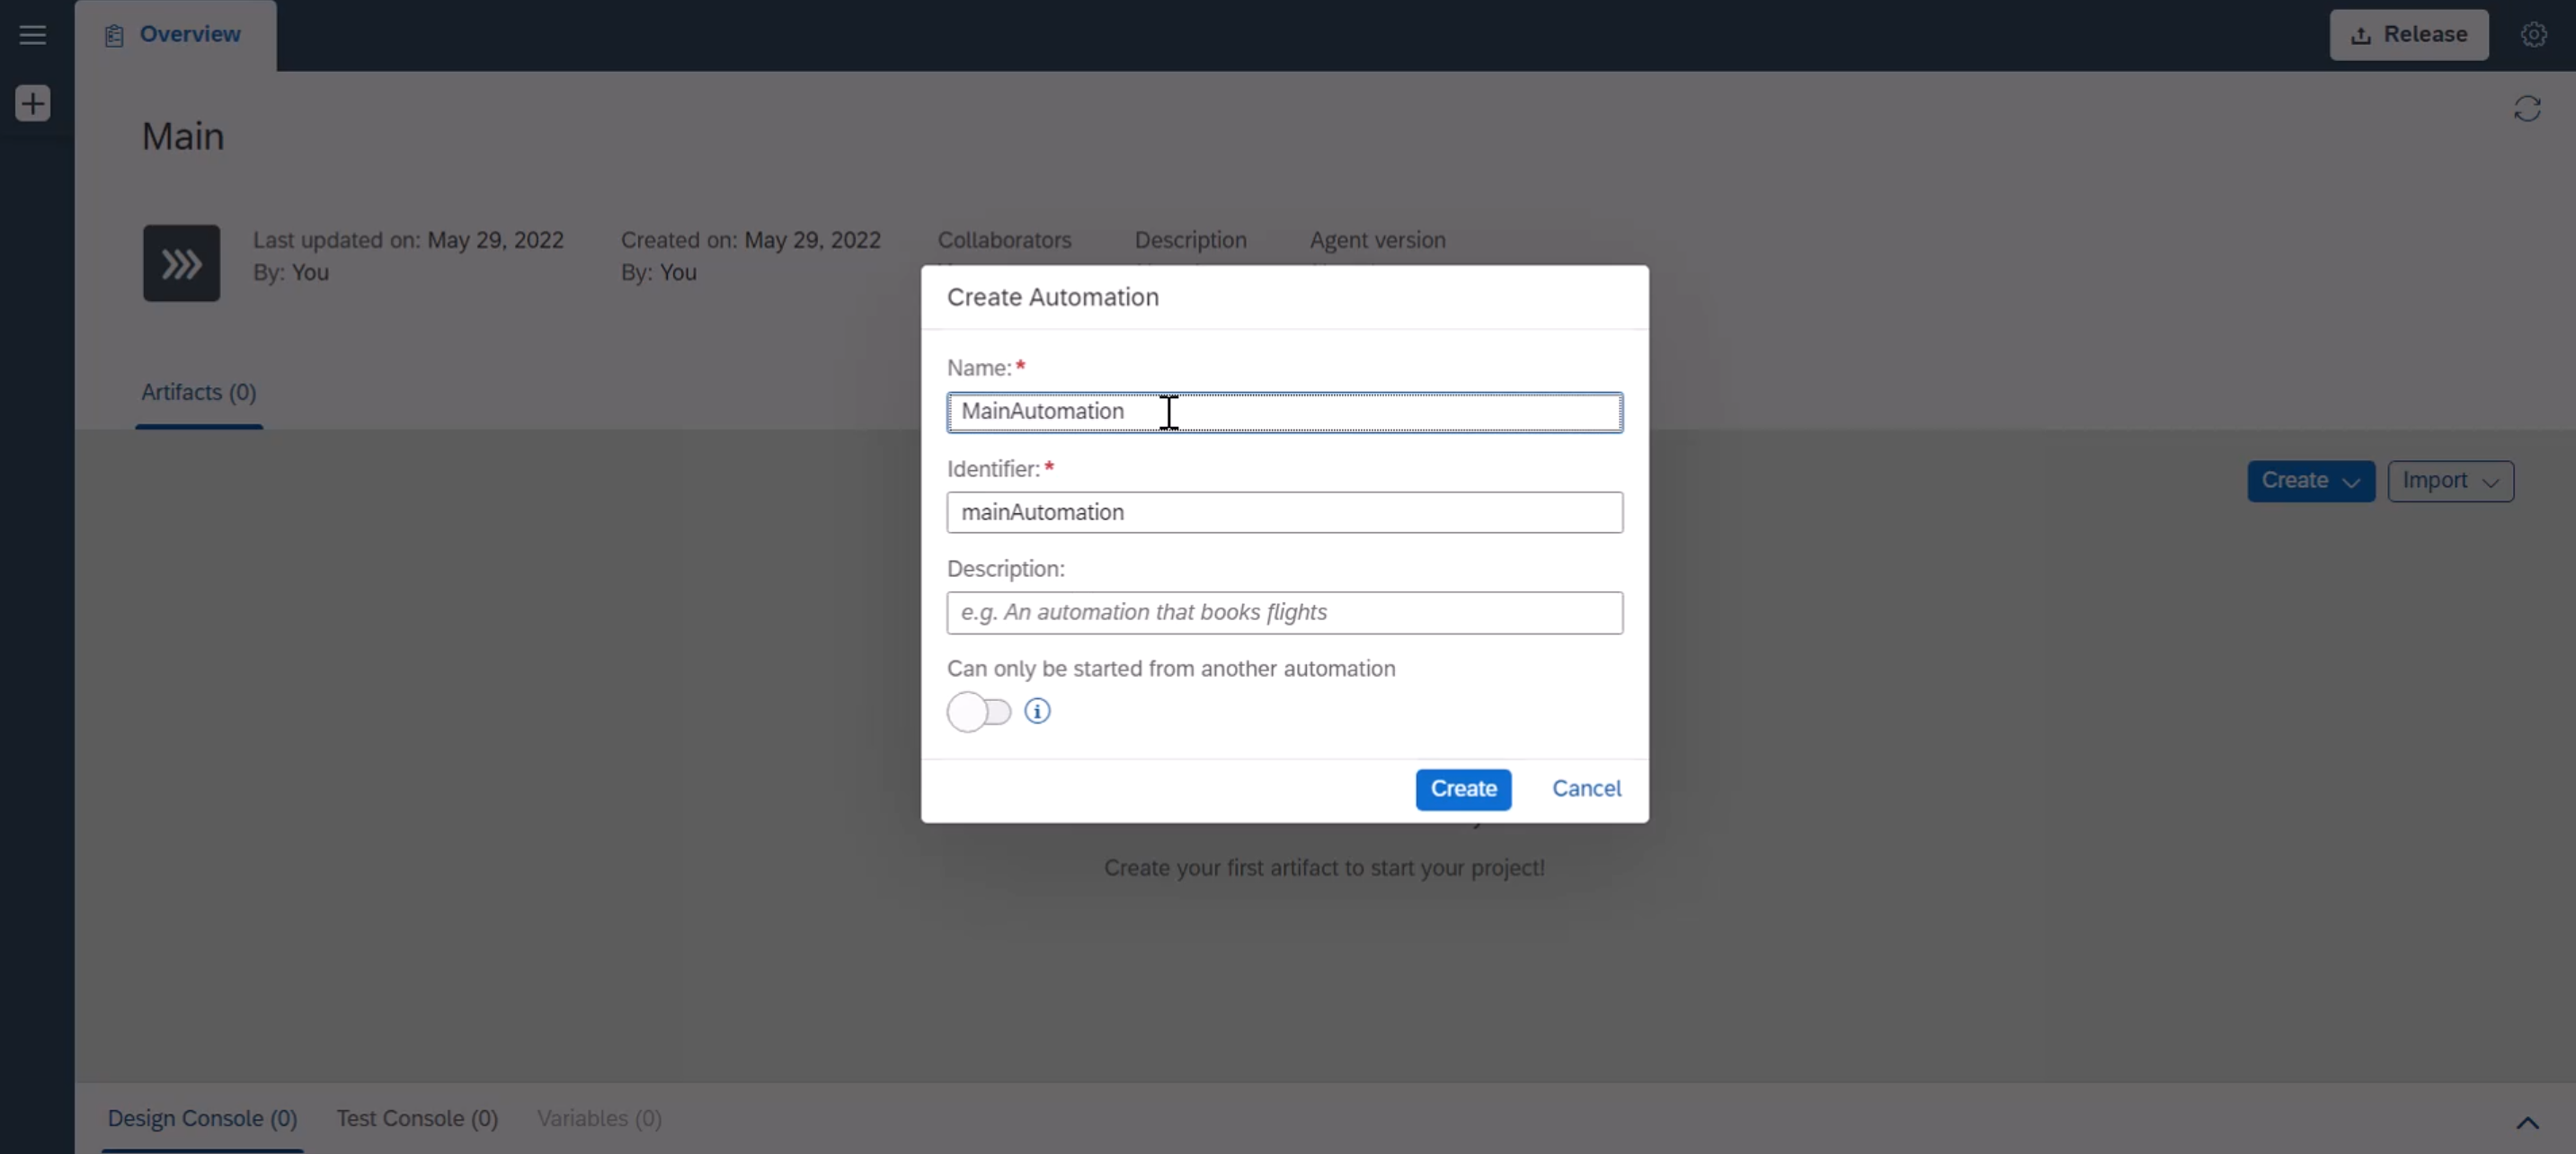 Overview
Release
Main
Last updated on: May 29, 2022
By: You
Created on: May 29, 2022
By: You
Collaborators
Description
Agent version
Artifacts (0)
Create
Import
Create Automation
Name:*
MainAutomation
Identifier:*
mainAutomation
Description:
e.g. An automation that books flights
Can only be started from another automation
Create
Cancel
Create your first artifact to start your project!
Design Console (0)
Test Console (0)
Variables (0)